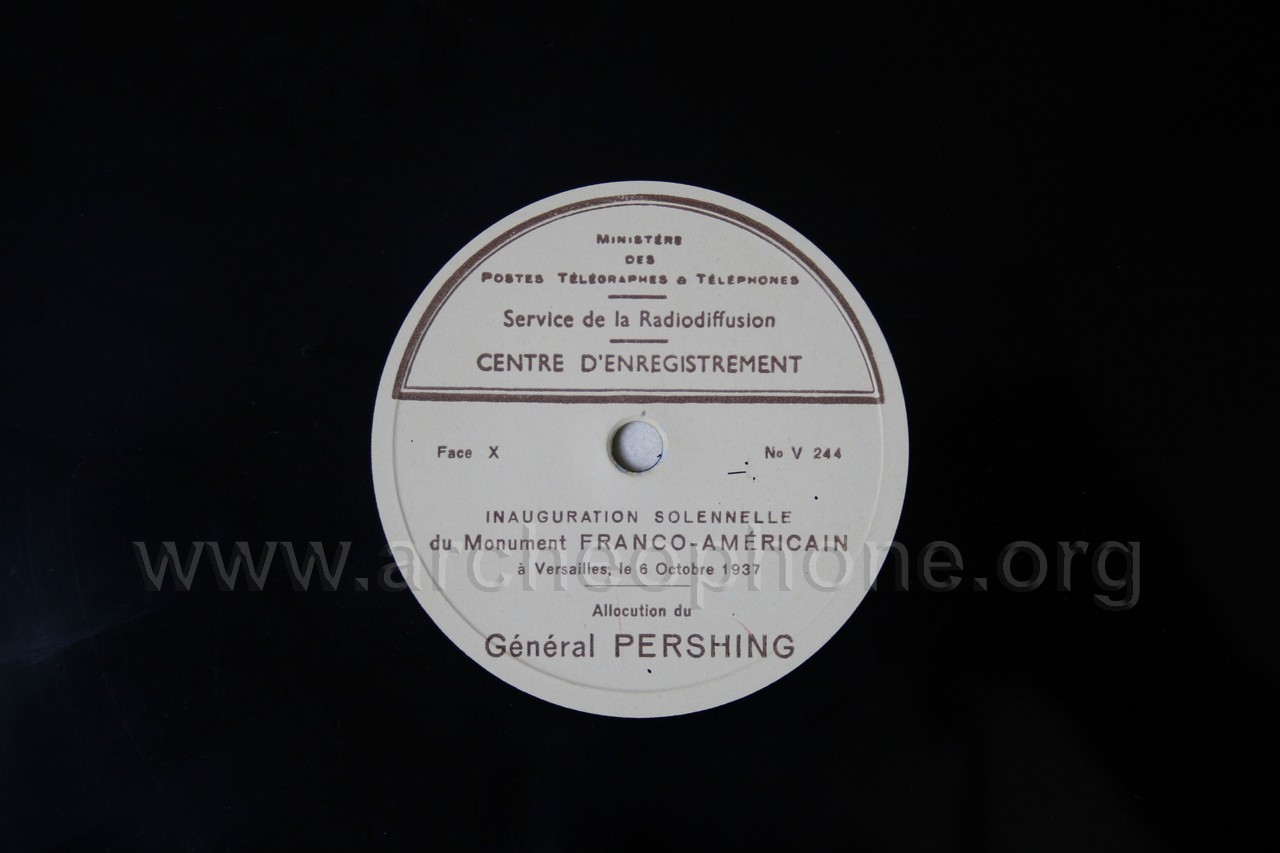 MINISTÉRE
DES
POSTES TÉLÉGRAPHES & TÉLÉPHONES
Service de la Radiodiffusion
CENTRE D'ENREGISTREMENT
Face X
No V 244
INAUGURATION SOLENNELLE
du Monument FRANCO-AMÉRICAIN
à Versailles, le 6 Octobre 1937
www.archeophone.org
Allocution du
Général PERSHING